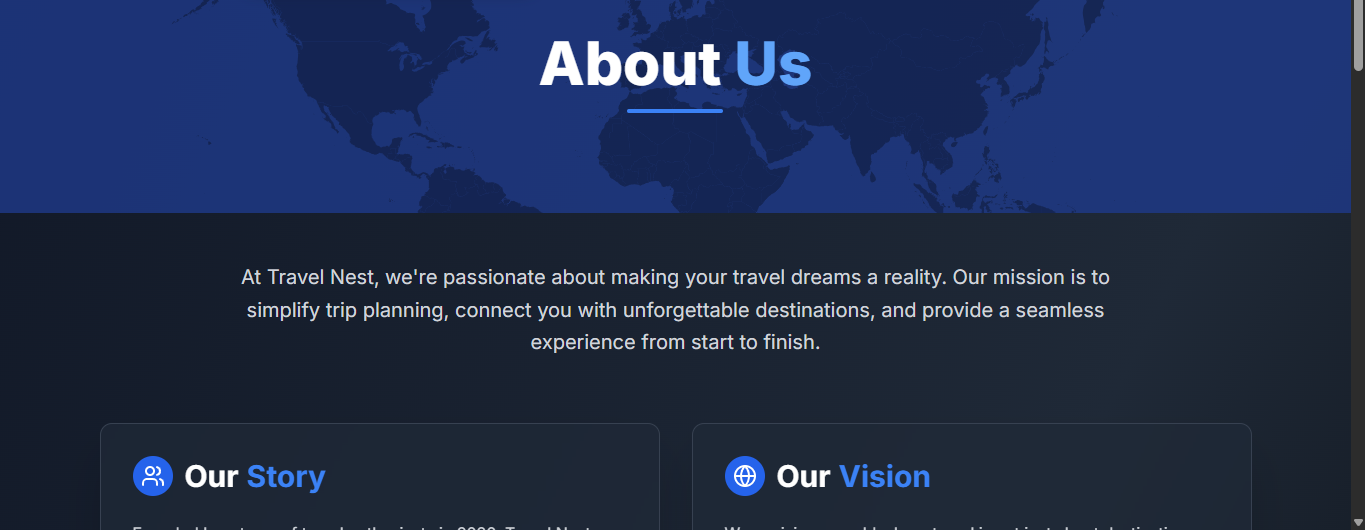 About Us
At Travel Nest, we're passionate about making your travel dreams a reality. Our mission is to
simplify trip planning, connect you with unforgettable destinations, and provide a seamless
experience from start to finish.
Our Story
Our Vision